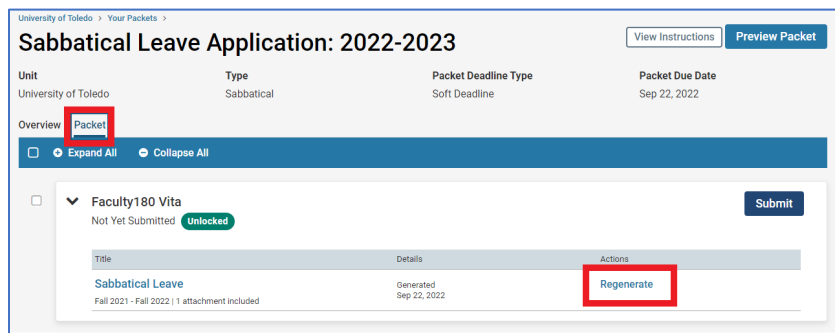 University of Toledo > Your Packets >
Sabbatical Leave Application: 2022-2023
View Instructions
Preview Packet
Unit Type Packet Deadline Type Packet Due Date
University of Toledo Sabbatical Soft Deadline Sep 22, 2022
Overview Packet
Expand All Collapse All
Faculty180 Vita
Submit
Not Yet Submitted Unlocked
Title Details Actions
Sabbatical Leave Generated Regenerate
Fall 2021 - Fall 2022 | 1 attachment included Sep 22, 2022